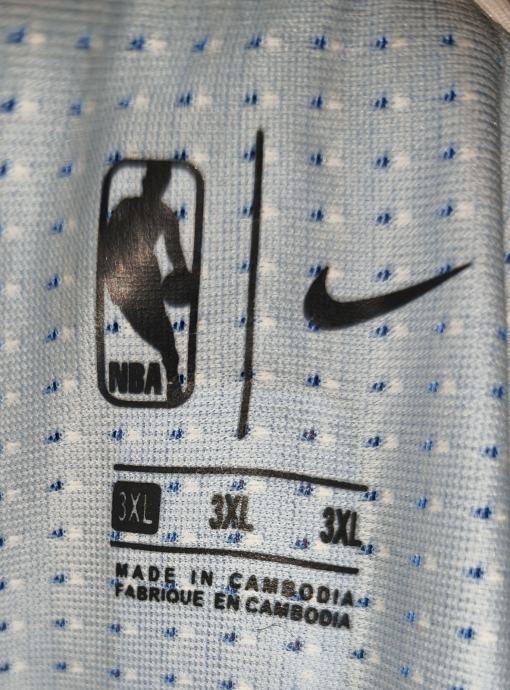 NBA
3XL 3XL 3XL
MADE IN CAMBODIA
FABRIQUE EN CAMBODIA